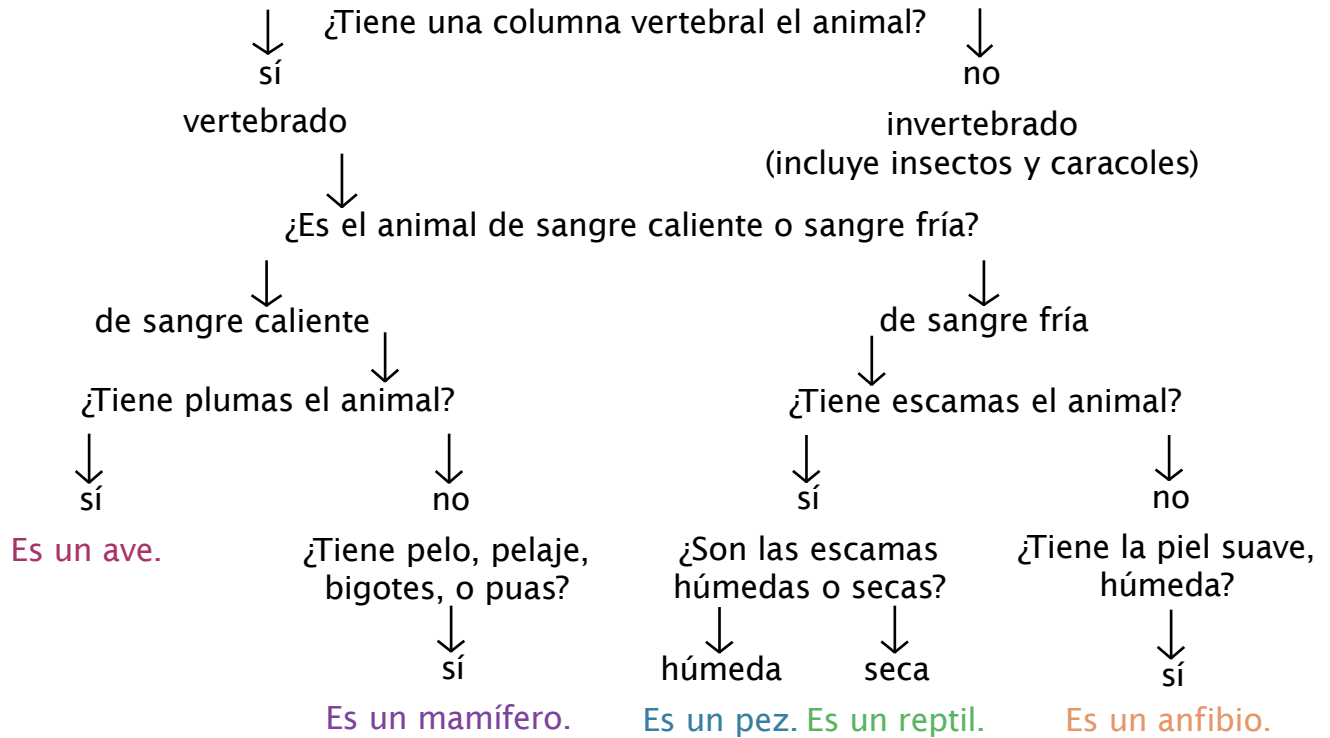 ¿Tiene una columna vertebral el animal?
sí
no
vertebrado
invertebrado
(incluye insectos y caracoles)
¿Es el animal de sangre caliente o sangre fría?
de sangre caliente
de sangre fría
¿Tiene plumas el animal?
¿Tiene escamas el animal?
sí
no
sí
no
Es un ave.
¿Tiene pelo, pelaje,
bigotes, o puas?
¿Son las escamas
húmedas o secas?
¿Tiene la piel suave,
húmeda?
sí
húmeda
seca
sí
Es un mamífero.
Es un pez.
Es un reptil.
Es un anfibio.